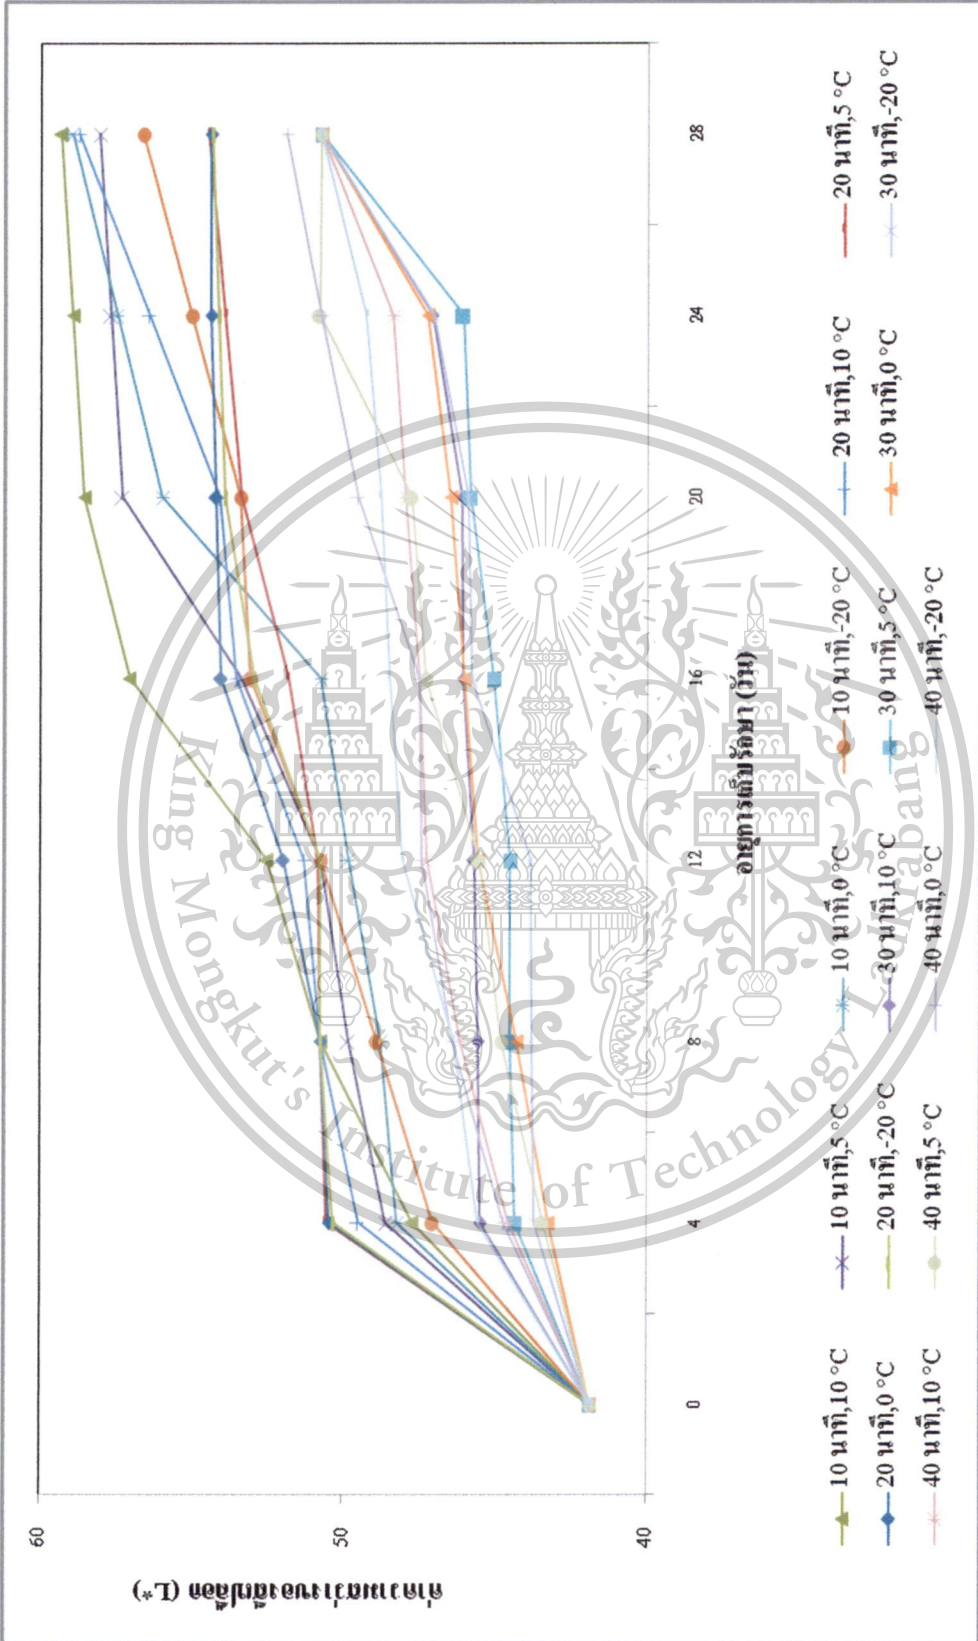 60
50
40
ค่าความสว่างของสีเปลือก (L*)
0 4 8 12 16 20 24 28
อายุการเก็บรักษา (วัน)
10 นาที,10 °C 10 นาที,5 °C 10 นาที,0 °C 10 นาที,-20 °C 20 นาที,10 °C 20 นาที,5 °C
20 นาที,0 °C 20 นาที,-20 °C 30 นาที,10 °C 30 นาที,5 °C 30 นาที,0 °C 30 นาที,-20 °C
40 นาที,10 °C 40 นาที,5 °C 40 นาที,0 °C 40 นาที,-20 °C
King Mongkut's Institute of Technology Ladkrabang